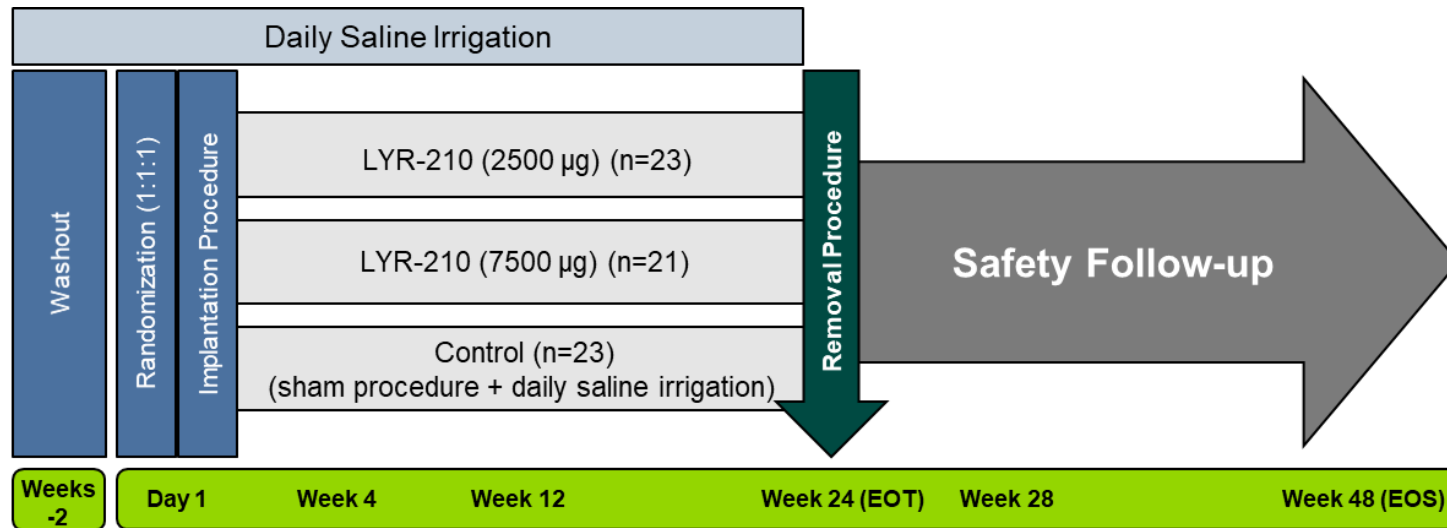 Daily Saline Irrigation
Washout
Randomization (1:1:1)
Implantation Procedure
LYR-210 (2500 µg) (n=23)
LYR-210 (7500 µg) (n=21)
Control (n=23)
(sham procedure + daily saline irrigation)
Removal Procedure
Safety Follow-up
Weeks
-2
Day 1
Week 4
Week 12
Week 24 (EOT)
Week 28
Week 48 (EOS)